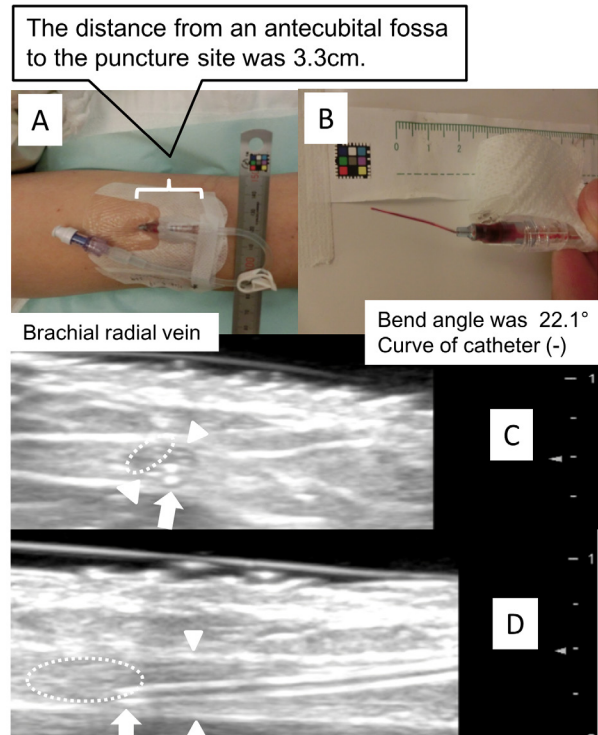 The distance from an antecubital fossa
to the puncture site was 3.3cm.
A
B
0 1 2
Brachial radial vein
Bend angle was 22.1°
Curve of catheter (-)
C
1
D
1